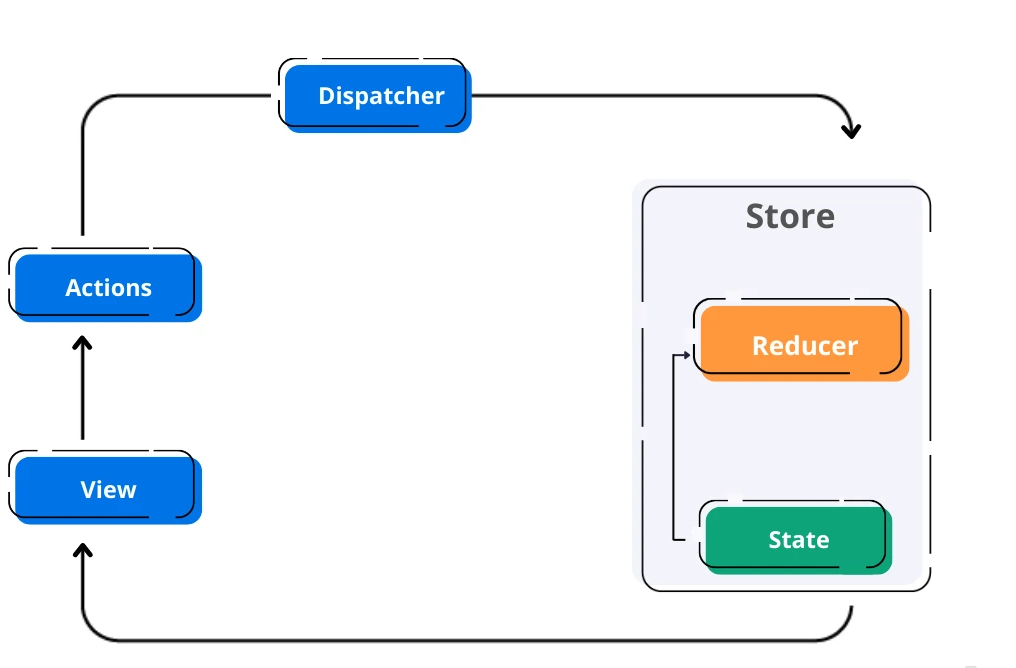 Dispatcher
Store
Actions
Reducer
View
State